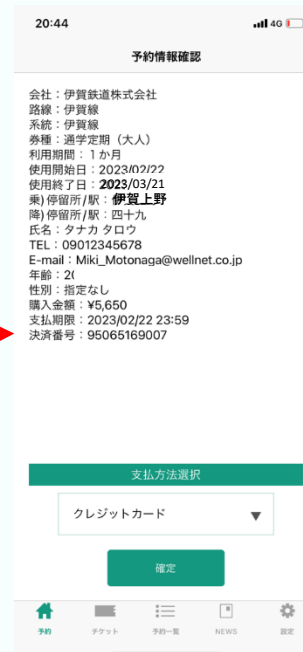 20:44
4G
予約情報確認
会社：伊賀鉄道株式会社
路線：伊賀線
系統：伊賀線
券種：通学定期（大人）
利用期間：１か月
使用開始日：2023/02/22
使用終了日：2023/03/21
乗）停留所/駅：伊賀上野
降）停留所/駅：四十九
氏名：タナカ タロウ
TEL：09012345678
E-mail：Miki_Motonaga@wellnet.co.jp
年齢：20
性別：指定なし
購入金額：¥5,650
支払期限：2023/02/22 23:59
決済番号：95065169007
支払方法選択
クレジットカード ▼
確定
予約 チケット 予約一覧 NEWS 設定